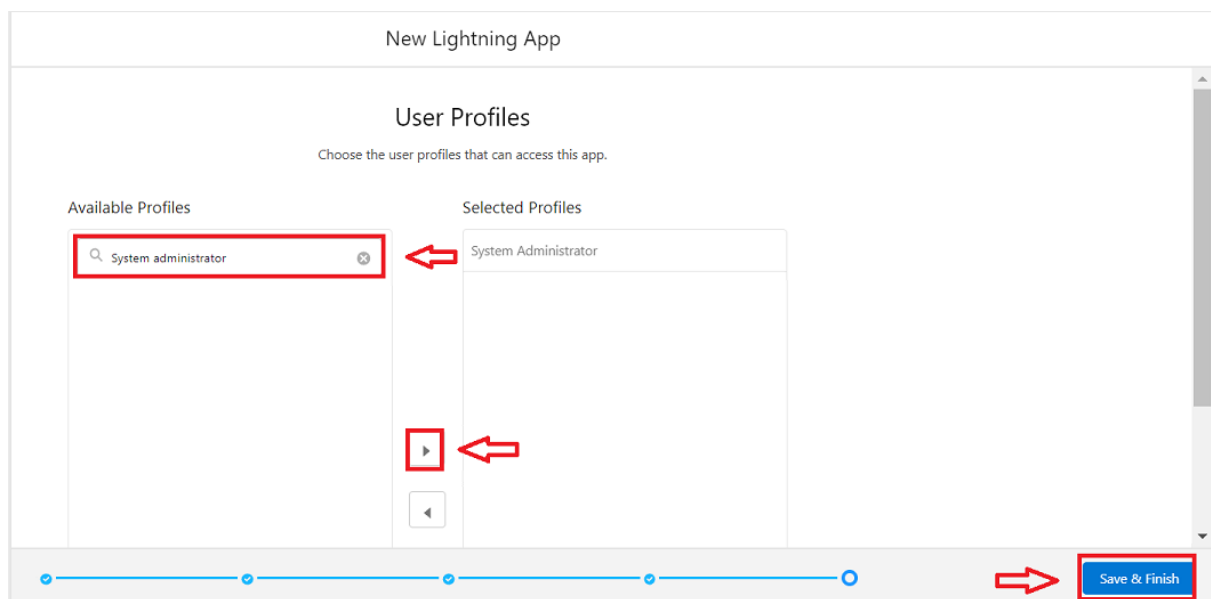 New Lightning App
User Profiles
Choose the user profiles that can access this app.
Available Profiles
Selected Profiles
System administrator
System Administrator
Save & Finish